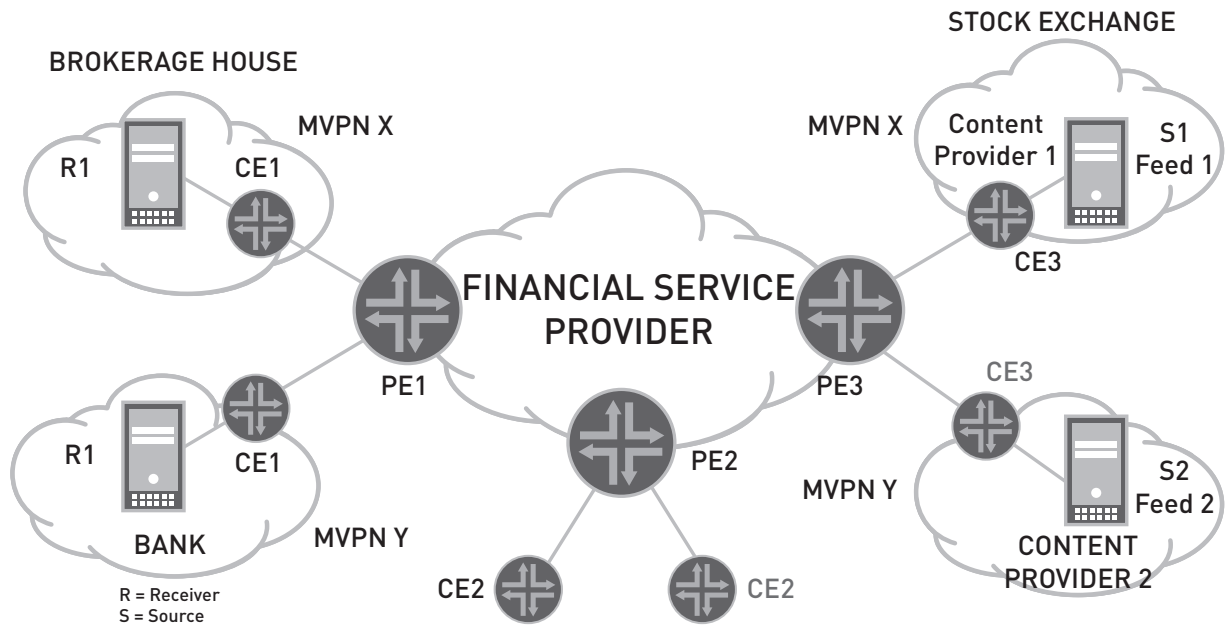 STOCK EXCHANGE
BROKERAGE HOUSE
MVPN X
R1
CE1
MVPN X
Content
Provider 1
S1
Feed 1
CE3
FINANCIAL SERVICE
PROVIDER
PE1
PE3
PE2
CE3
R1
CE1
BANK
MVPN Y
MVPN Y
S2
Feed 2
CONTENT
PROVIDER 2
CE2
CE2
R = Receiver
S = Source